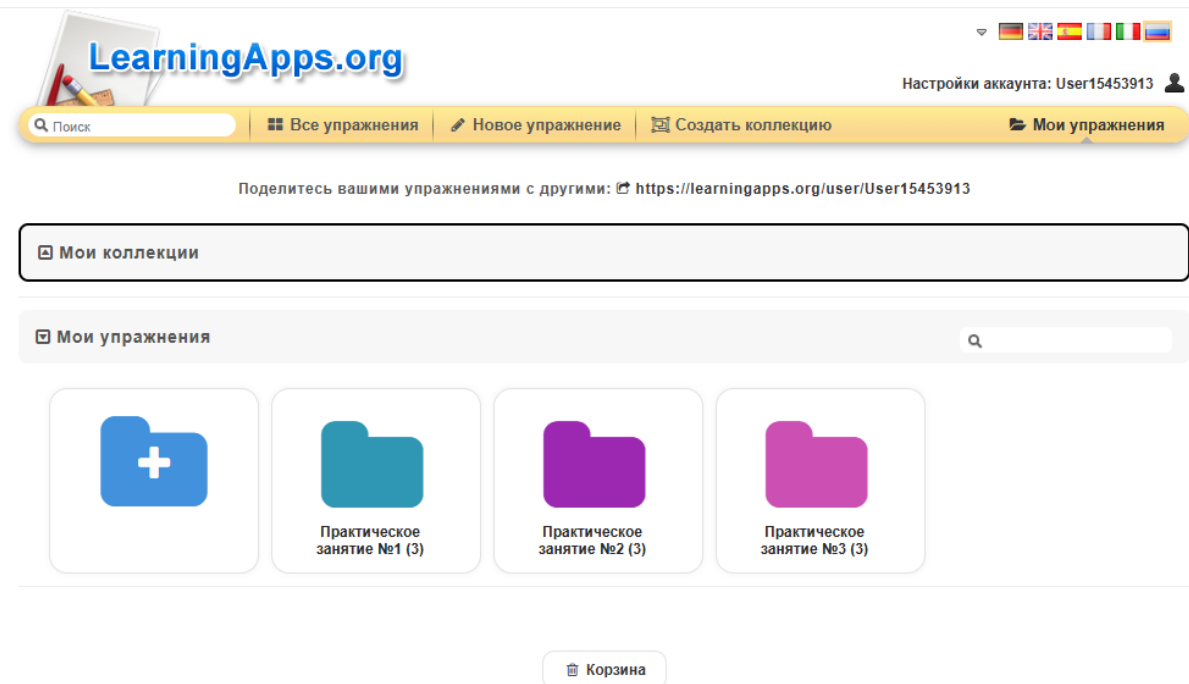 LearningApps.org
Настройки аккаунта: User15453913
Поиск
Все упражнения
Новое упражнение
Создать коллекцию
Мои упражнения
Поделитесь вашими упражнениями с другими: https://learningapps.org/user/User15453913
Мои коллекции
Мои упражнения
Практическое
занятие №1 (3)
Практическое
занятие №2 (3)
Практическое
занятие №3 (3)
Корзина